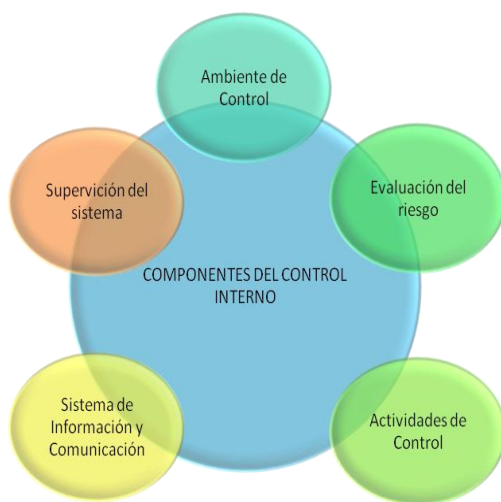 Ambiente de
Control
Evaluación del
riesgo
Supervición del
sistema
COMPONENTES DEL CONTROL
INTERNO
Sistema de
Información y
Comunicación
Actividades de
Control